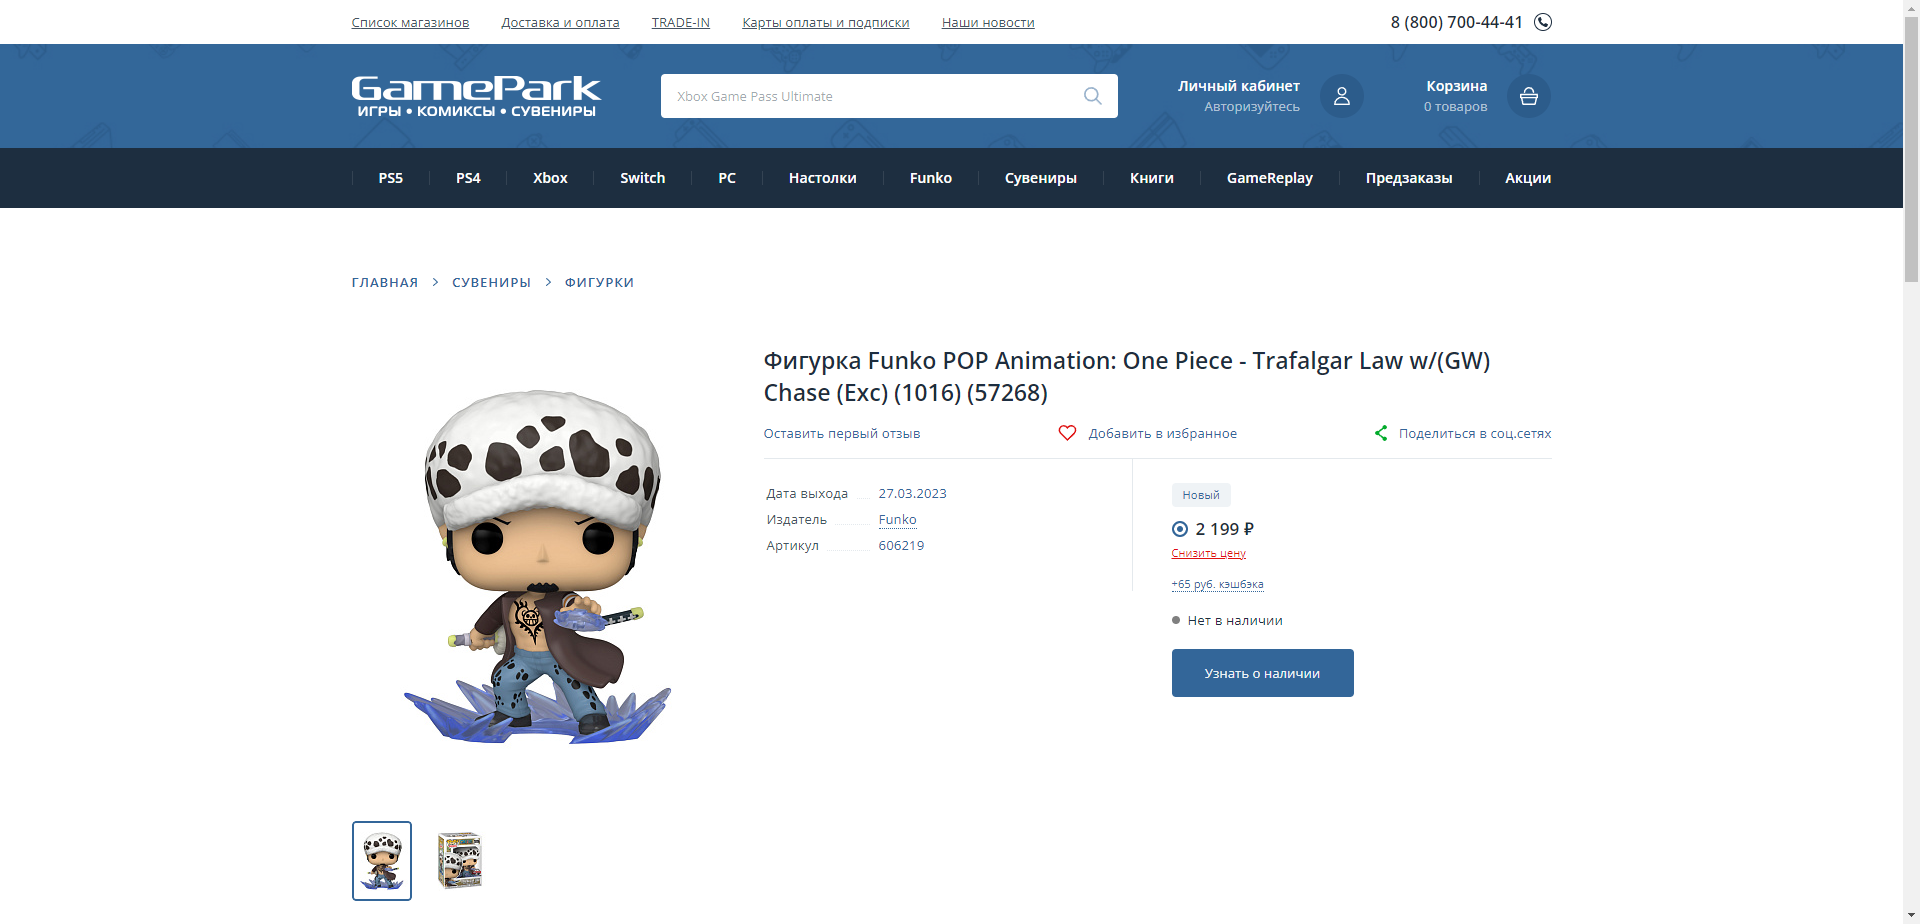 Список магазинов
Доставка и оплата
TRADE-IN
Карты оплаты и подписки
Наши новости
8 (800) 700-44-41
GamePark
ИГРЫ • КОМИКСЫ • СУВЕНИРЫ
Xbox Game Pass Ultimate
Личный кабинет
Авторизуйтесь
Корзина
0 товаров
PS5
PS4
Xbox
Switch
PC
Настолки
Funko
Сувениры
Книги
GameReplay
Предзаказы
Акции
ГЛАВНАЯ > СУВЕНИРЫ > ФИГУРКИ
Фигурка Funko POP Animation: One Piece - Trafalgar Law w/(GW)
Chase (Exc) (1016) (57268)
Оставить первый отзыв
Добавить в избранное
Поделиться в соц.сетях
Дата выхода 27.03.2023
Издатель Funko
Артикул 606219
Новый
2 199 ₽
Снизить цену
+65 руб. кэшбэка
Нет в наличии
Узнать о наличии